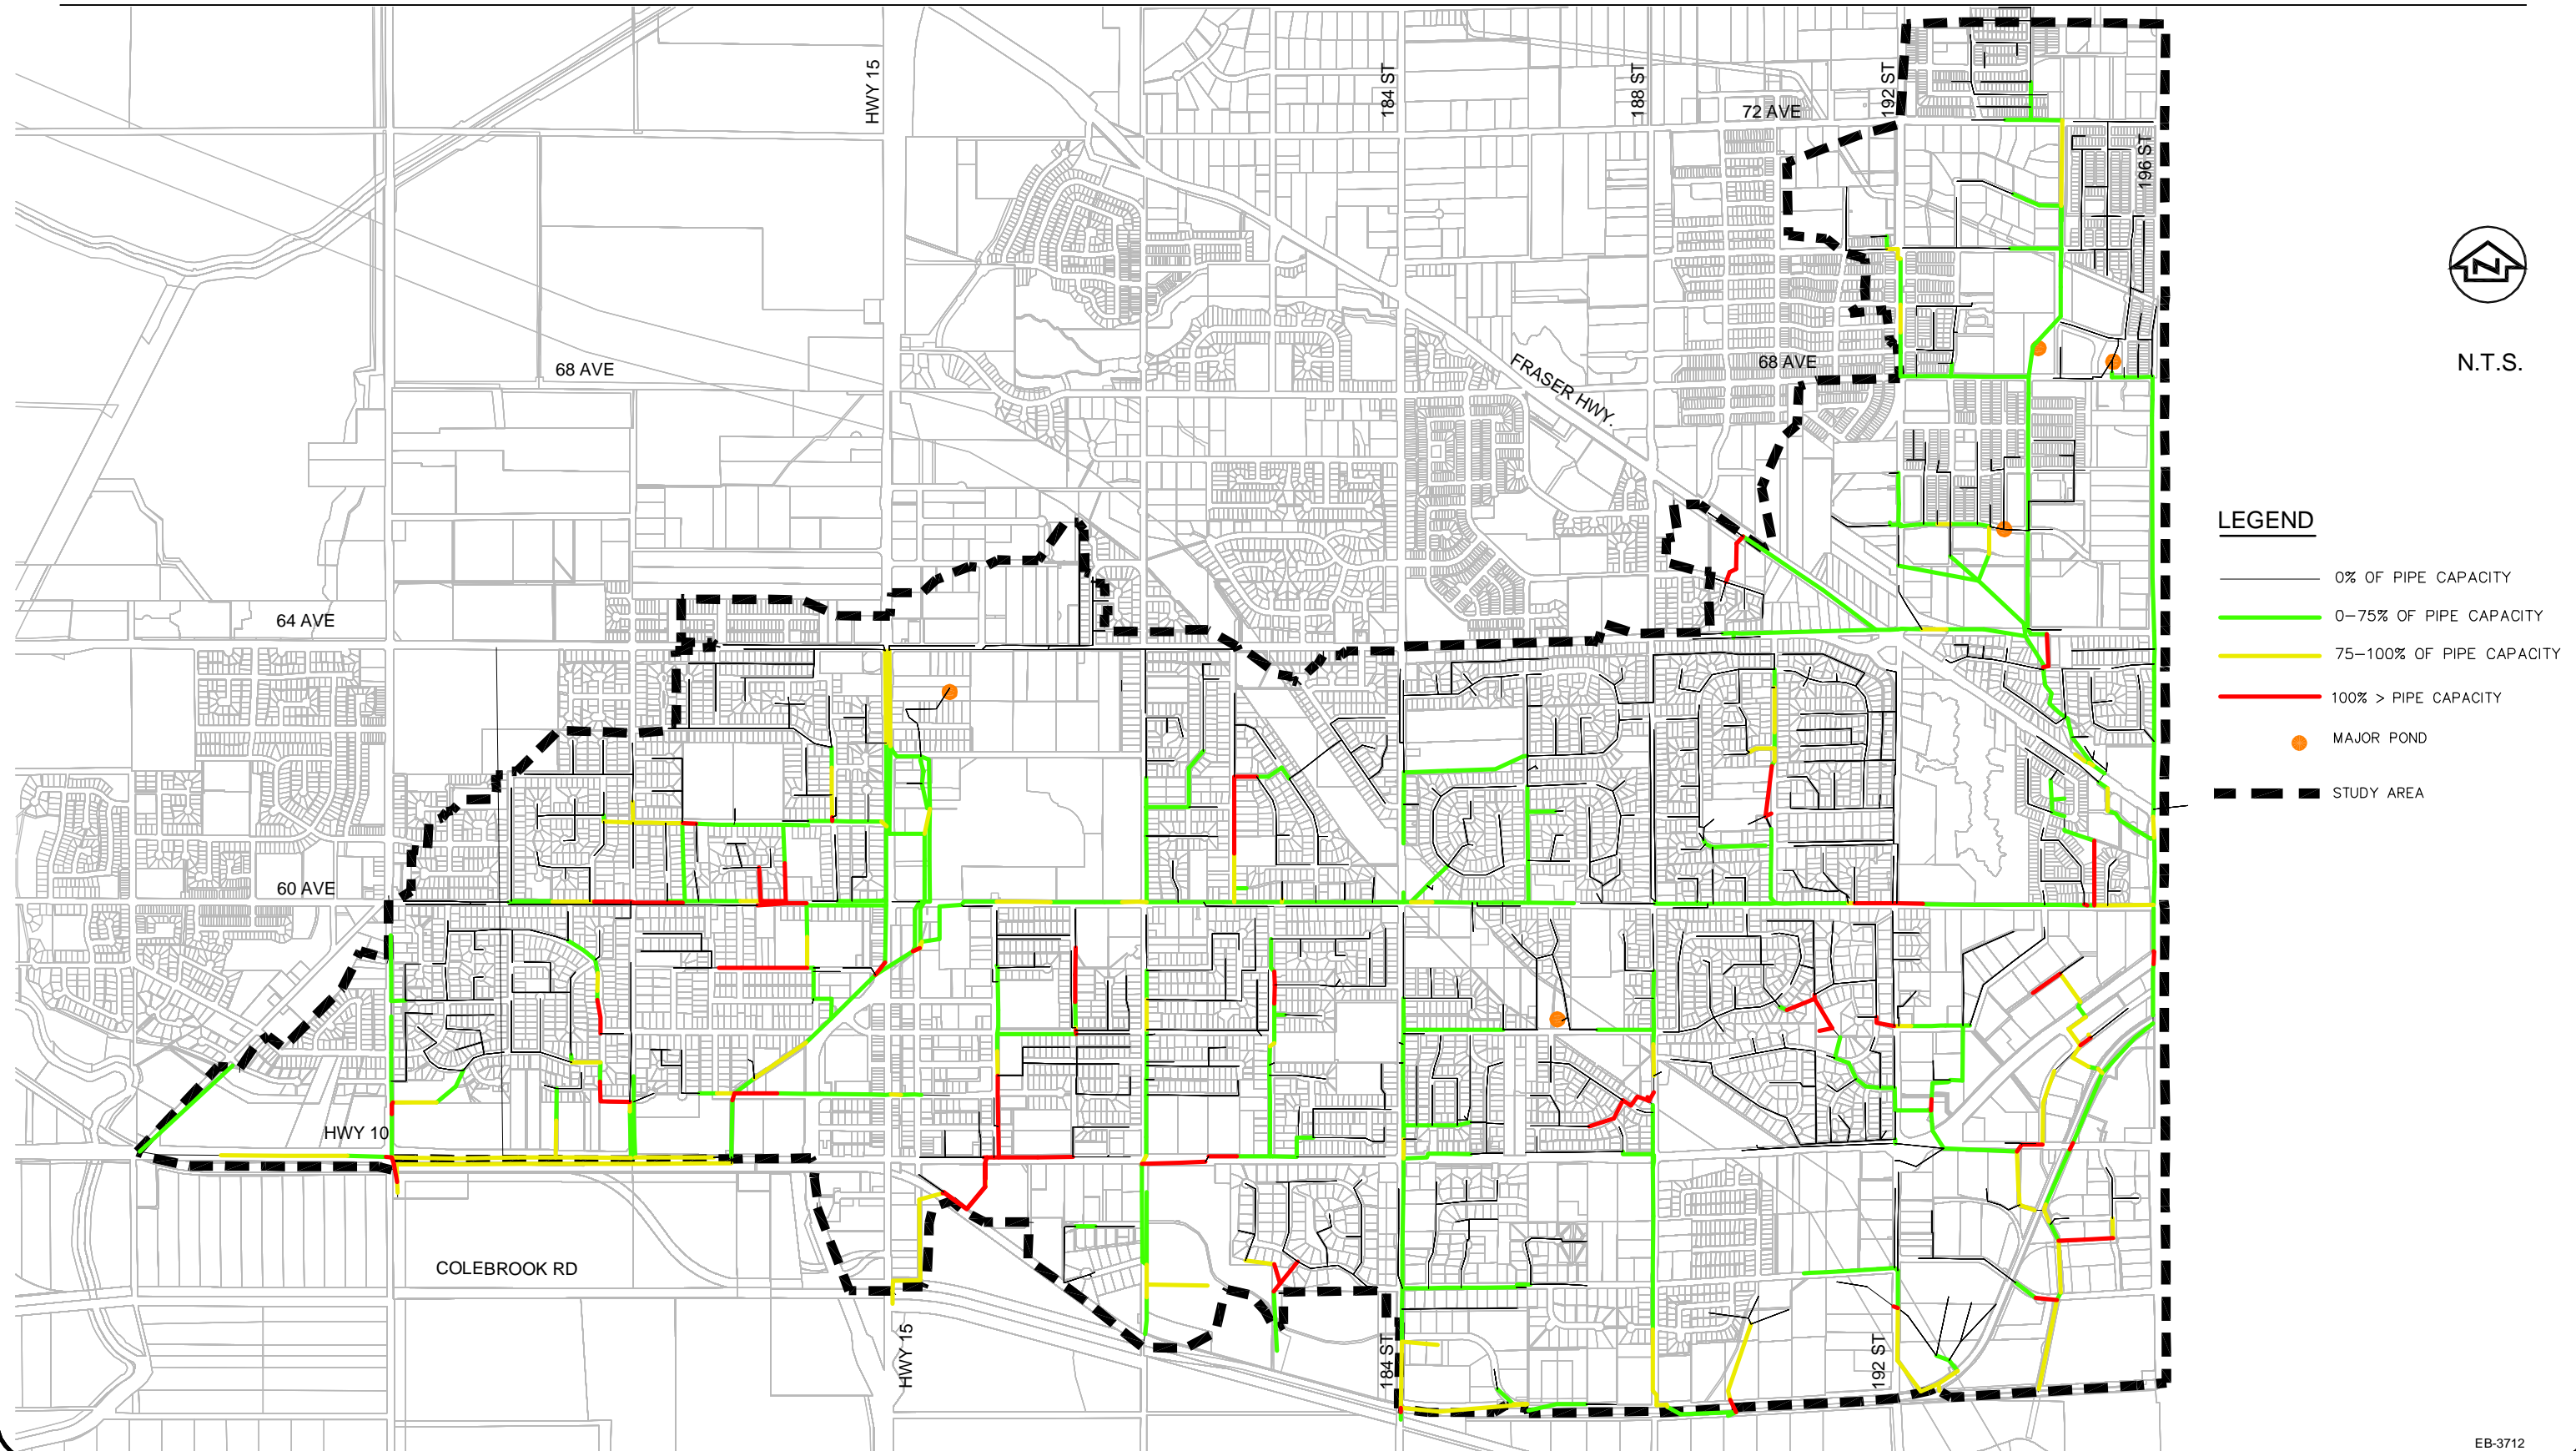 HWY 15
184 ST
188 ST
192 ST
72 AVE
196 ST
N
N.T.S.
68 AVE
FRASER HWY.
68 AVE
LEGEND
0% OF PIPE CAPACITY
0-75% OF PIPE CAPACITY
75-100% OF PIPE CAPACITY
100% > PIPE CAPACITY
MAJOR POND
STUDY AREA
64 AVE
60 AVE
HWY 10
COLEBROOK RD
HWY 15
184 ST
192 ST
EB-3712